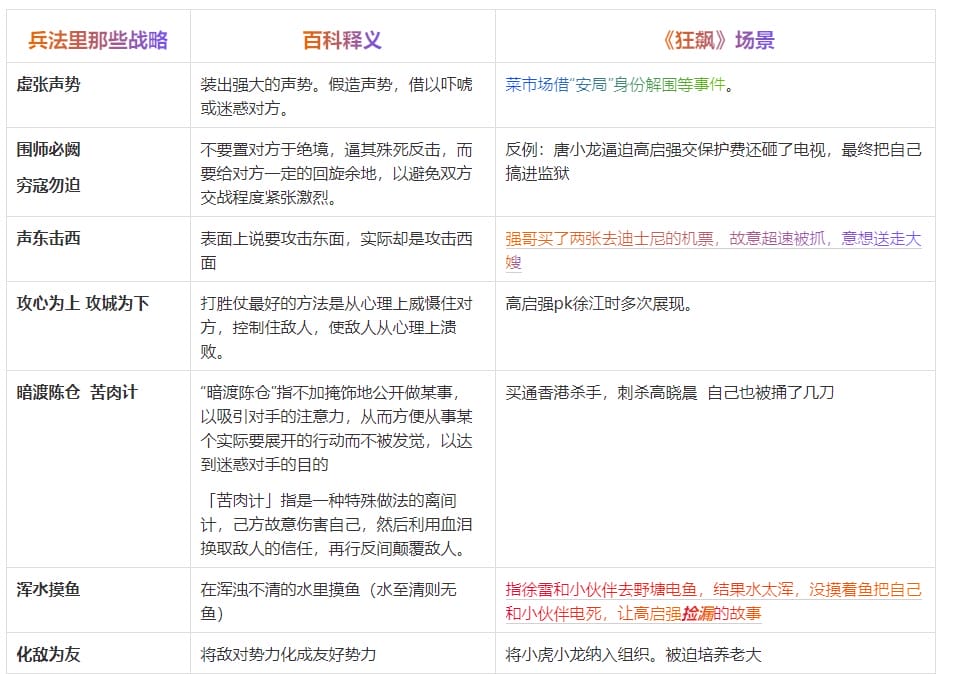 兵法里那些战略
百科释义
《狂飙》场景
虚张声势
装出强大的声势。假造声势，借以吓唬
或迷惑对方。
菜市场借“安局”身份解围等事件。
围师必阙
穷寇勿迫
不要置对方于绝境，逼其殊死反击，而
要给对方一定的回旋余地，以避免双方
交战程度紧张激烈。
反例：唐小龙逼迫高启强交保护费还砸了电视，最终把自己
搞进监狱
声东击西
表面上说要攻击东面，实际却是攻击西
面
强哥买了两张去迪士尼的机票，故意超速被抓，意想送走大
嫂
攻心为上 攻城为下
打胜仗最好的方法是从心理上威慑住对
方，控制住敌人，使敌人从心理上溃
败。
高启强pk徐江时多次展现。
暗渡陈仓 苦肉计
“暗渡陈仓”指不加掩饰地公开做某事，
以吸引对手的注意力，从而方便从事某
个实际要展开的行动而不被发觉，以达
到迷惑对手的目的
「苦肉计」指是一种特殊做法的离间
计，己方故意伤害自己，然后利用血泪
换取敌人的信任，再行反间颠覆敌人。
买通香港杀手，刺杀高晓晨 自己也被捅了几刀
浑水摸鱼
在浑浊不清的水里摸鱼（水至清则无
鱼）
指徐雷和小伙伴去野塘电鱼，结果水太浑，没摸着鱼把自己
和小伙伴电死，让高启强捡漏的故事
化敌为友
将敌对势力化成友好势力
将小虎小龙纳入组织。被迫培养老大